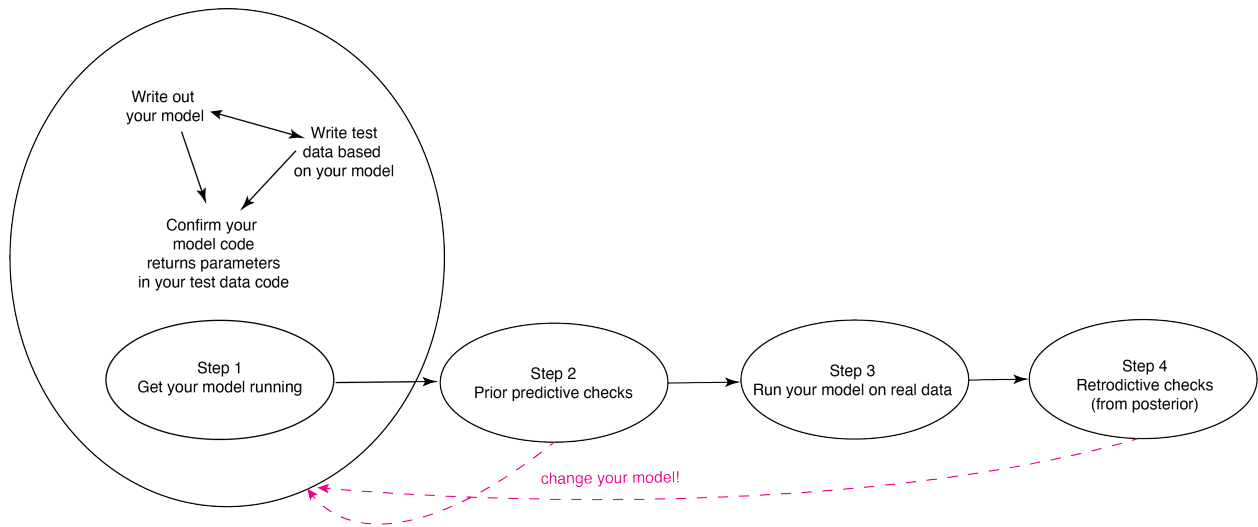 Write out
your model
Write test
data based
on your model
Confirm your
model code
returns parameters
in your test data code
Step 1
Get your model running
Step 2
Prior predictive checks
Step 3
Run your model on real data
Step 4
Retrodictive checks
(from posterior)
change your model!